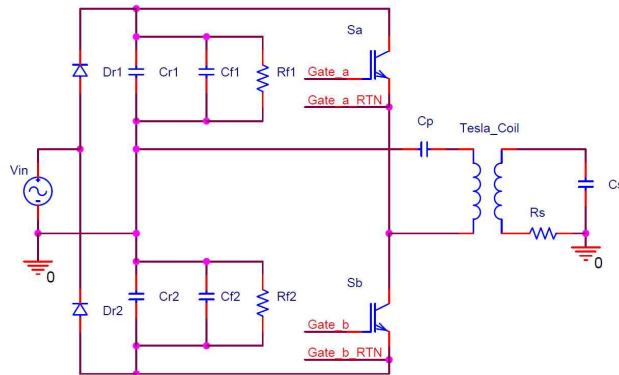 Sa
Dr1 Cr1 Cf1 Rf1
Gate_a
Gate_a_RTN
Cp Tesla_Coil
Vin
Cs
Rs
0 0
Sb
Dr2 Cr2 Cf2 Rf2
Gate_b
Gate_b_RTN